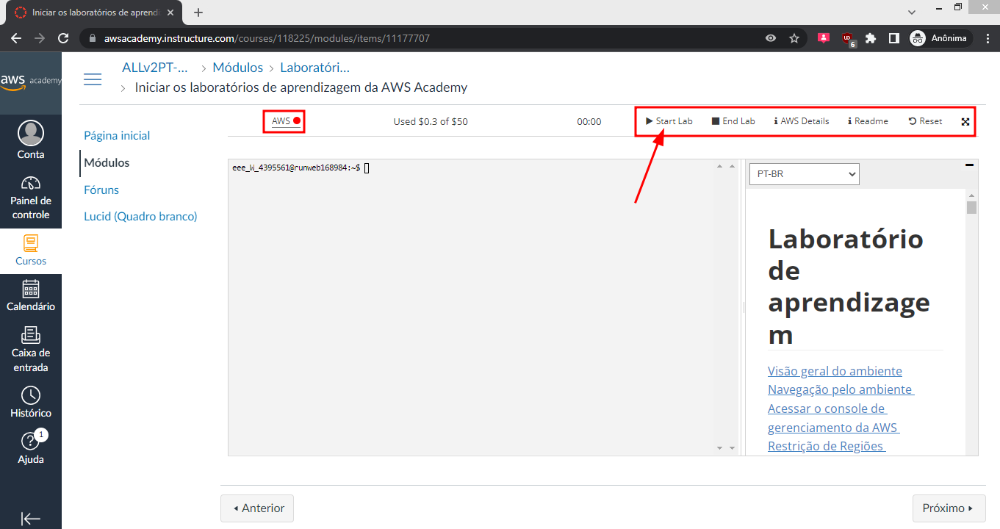 Iniciar os laboratórios de aprendi
awsacademy.instructure.com/courses/118225/modules/items/11177707
6
Anônima
aws academy
Conta
Painel de
controle
Cursos
Calendário
Caixa de
entrada
Histórico
1
Ajuda
ALLv2PT-... > Módulos > Laboratóri...
> Iniciar os laboratórios de aprendizagem da AWS Academy
Página inicial
Módulos
Fóruns
Lucid (Quadro branco)
AWS
Used $0.3 of $50
00:00
Start Lab
End Lab
AWS Details
Readme
Reset
eee_W_4395561@runweb168984:~$
PT-BR
Laboratório
de
aprendizage
m
Visão geral do ambiente
Navegação pelo ambiente
Acessar o console de
gerenciamento da AWS
Restrição de Regiões
Anterior
Próximo